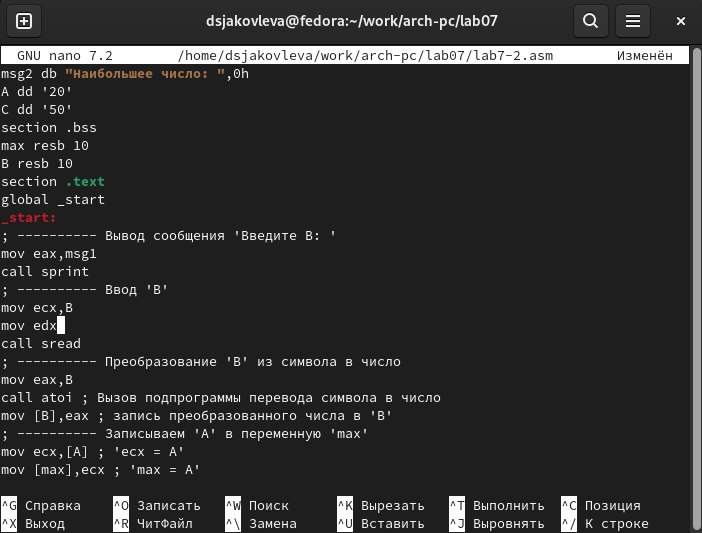 dsjakovleva@fedora:~/work/arch-pc/lab07
GNU nano 7.2 /home/dsjakovleva/work/arch-pc/lab07/lab7-2.asm Изменён
msg2 db "Наибольшее число: ",0h
A dd '20'
C dd '50'
section .bss
max resb 10
B resb 10
section .text
global _start
_start:
; ---------- Вывод сообщения 'Введите B: '
mov eax,msg1
call sprint
; ---------- Ввод 'B'
mov ecx,B
mov edx
call sread
; ---------- Преобразование 'B' из символа в число
mov eax,B
call atoi ; Вызов подпрограммы перевода символа в число
mov [B],eax ; запись преобразованного числа в 'B'
; ---------- Записываем 'A' в переменную 'max'
mov ecx,[A] ; 'ecx = A'
mov [max],ecx ; 'max = A'
^G Справка ^O Записать ^W Поиск ^K Вырезать ^T Выполнить ^C Позиция
^X Выход ^R ЧитФайл ^\ Замена ^U Вставить ^J Выровнять ^/ К строке